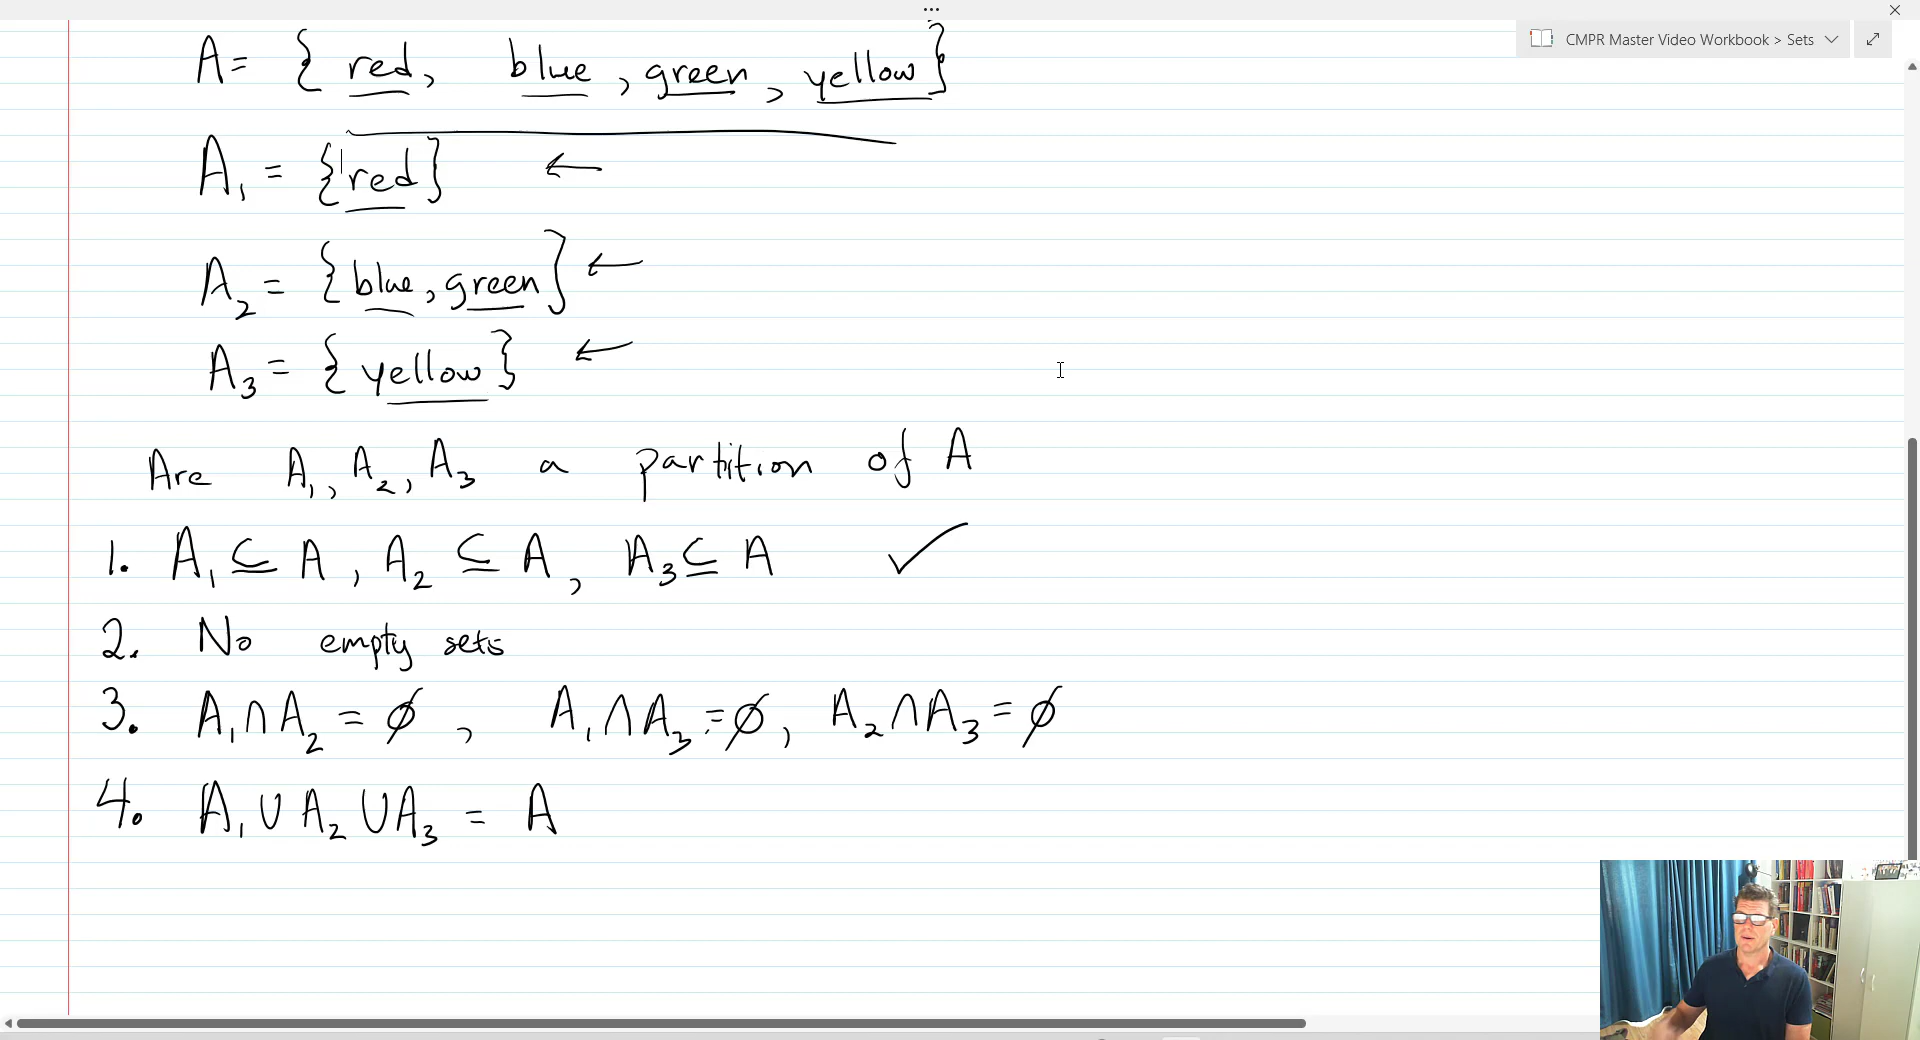 CMPR Master Video Workbook > Sets
A = { red, blue, green, yellow }
A₁ = { red }
A₂ = { blue, green }
A₃ = { yellow }
Are A₁, A₂, A₃ a partition of A
1. A₁ ⊆ A, A₂ ⊆ A, A₃ ⊆ A ✓
2. No empty sets
3. A₁ ∩ A₂ = ∅, A₁ ∩ A₃ = ∅, A₂ ∩ A₃ = ∅
4. A₁ ∪ A₂ ∪ A₃ = A